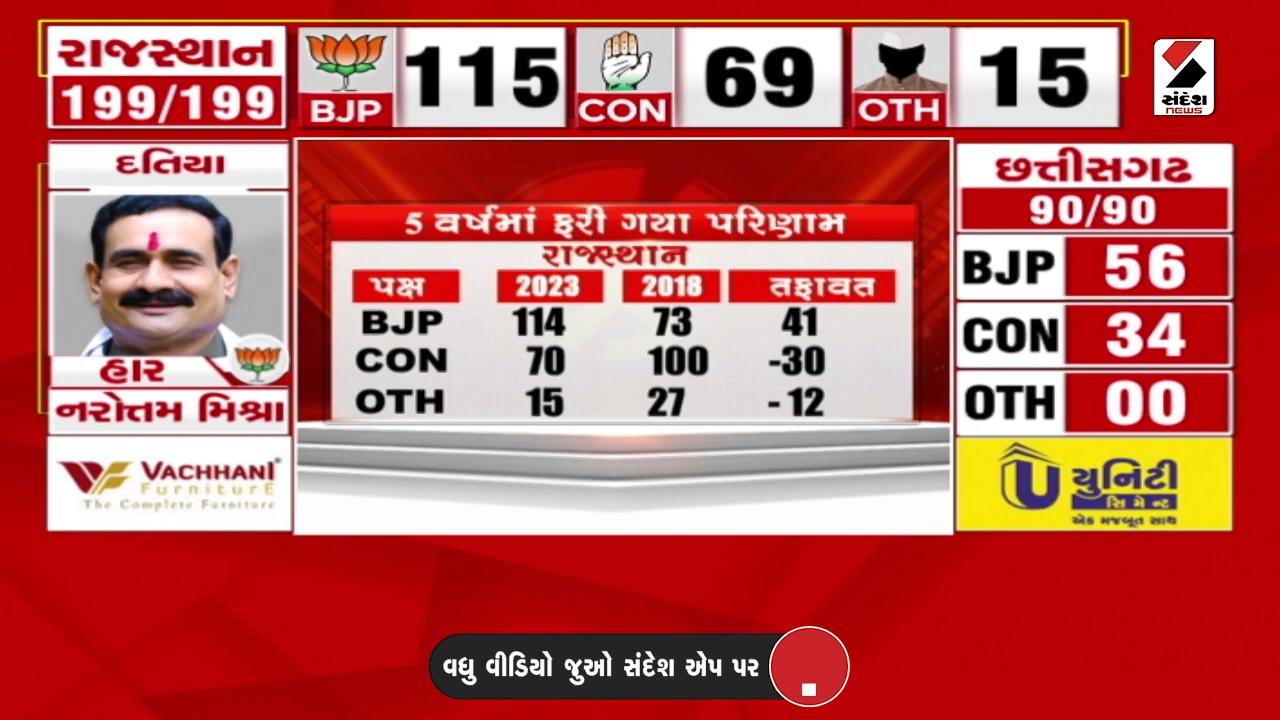 રાજસ્થાન
199/199
BJP
115
CON
69
OTH
15
સંદેશ
NEWS
દતિયા
હાર
નરોત્તમ મિશ્રા
VACHHANI
FURNITURE
The Complete Furniture
5 વર્ષમાં ફરી ગયા પરિણામ
રાજસ્થાન
પક્ષ 2023 2018 તફાવત
BJP 114 73 41
CON 70 100 -30
OTH 15 27 - 12
છત્તીસગઢ
90/90
BJP 56
CON 34
OTH 00
યુનિટી
સિમેન્ટ
એક મજબૂત સાથ
વધુ વીડિયો જુઓ સંદેશ એપ પર